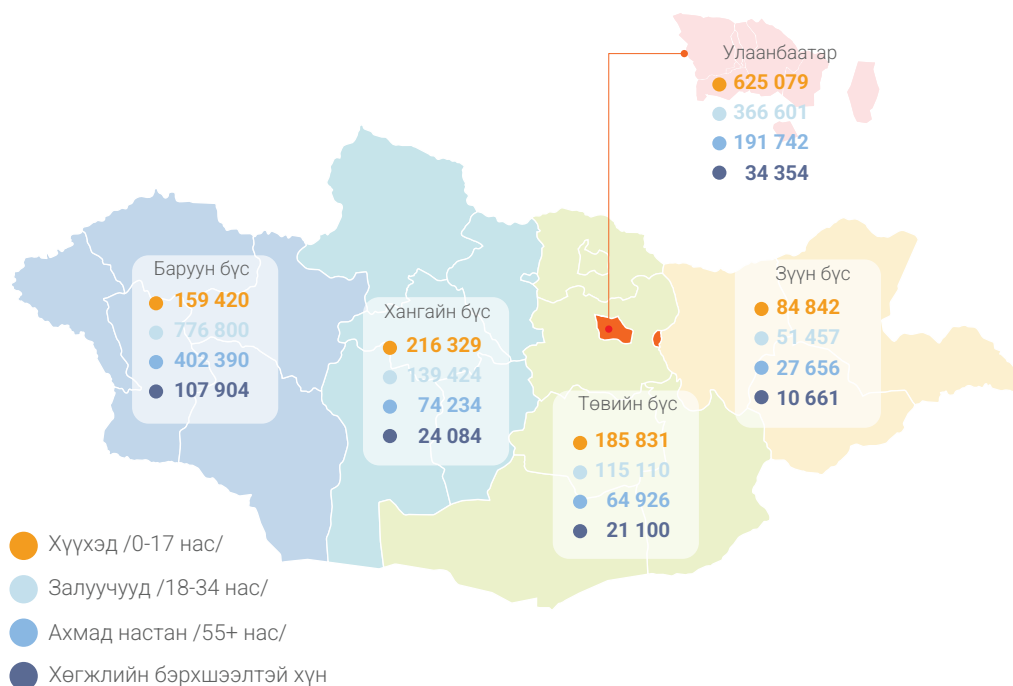 Улаанбаатар
625 079
366 601
191 742
34 354
Баруун бүс
159 420
776 800
402 390
107 904
Хангайн бүс
216 329
139 424
74 234
24 084
Төвийн бүс
185 831
115 110
64 926
21 100
Зүүн бүс
84 842
51 457
27 656
10 661
Хүүхэд /0-17 нас/
Залуучууд /18-34 нас/
Ахмад настан /55+ нас/
Хөгжлийн бэрхшээлтэй хүн